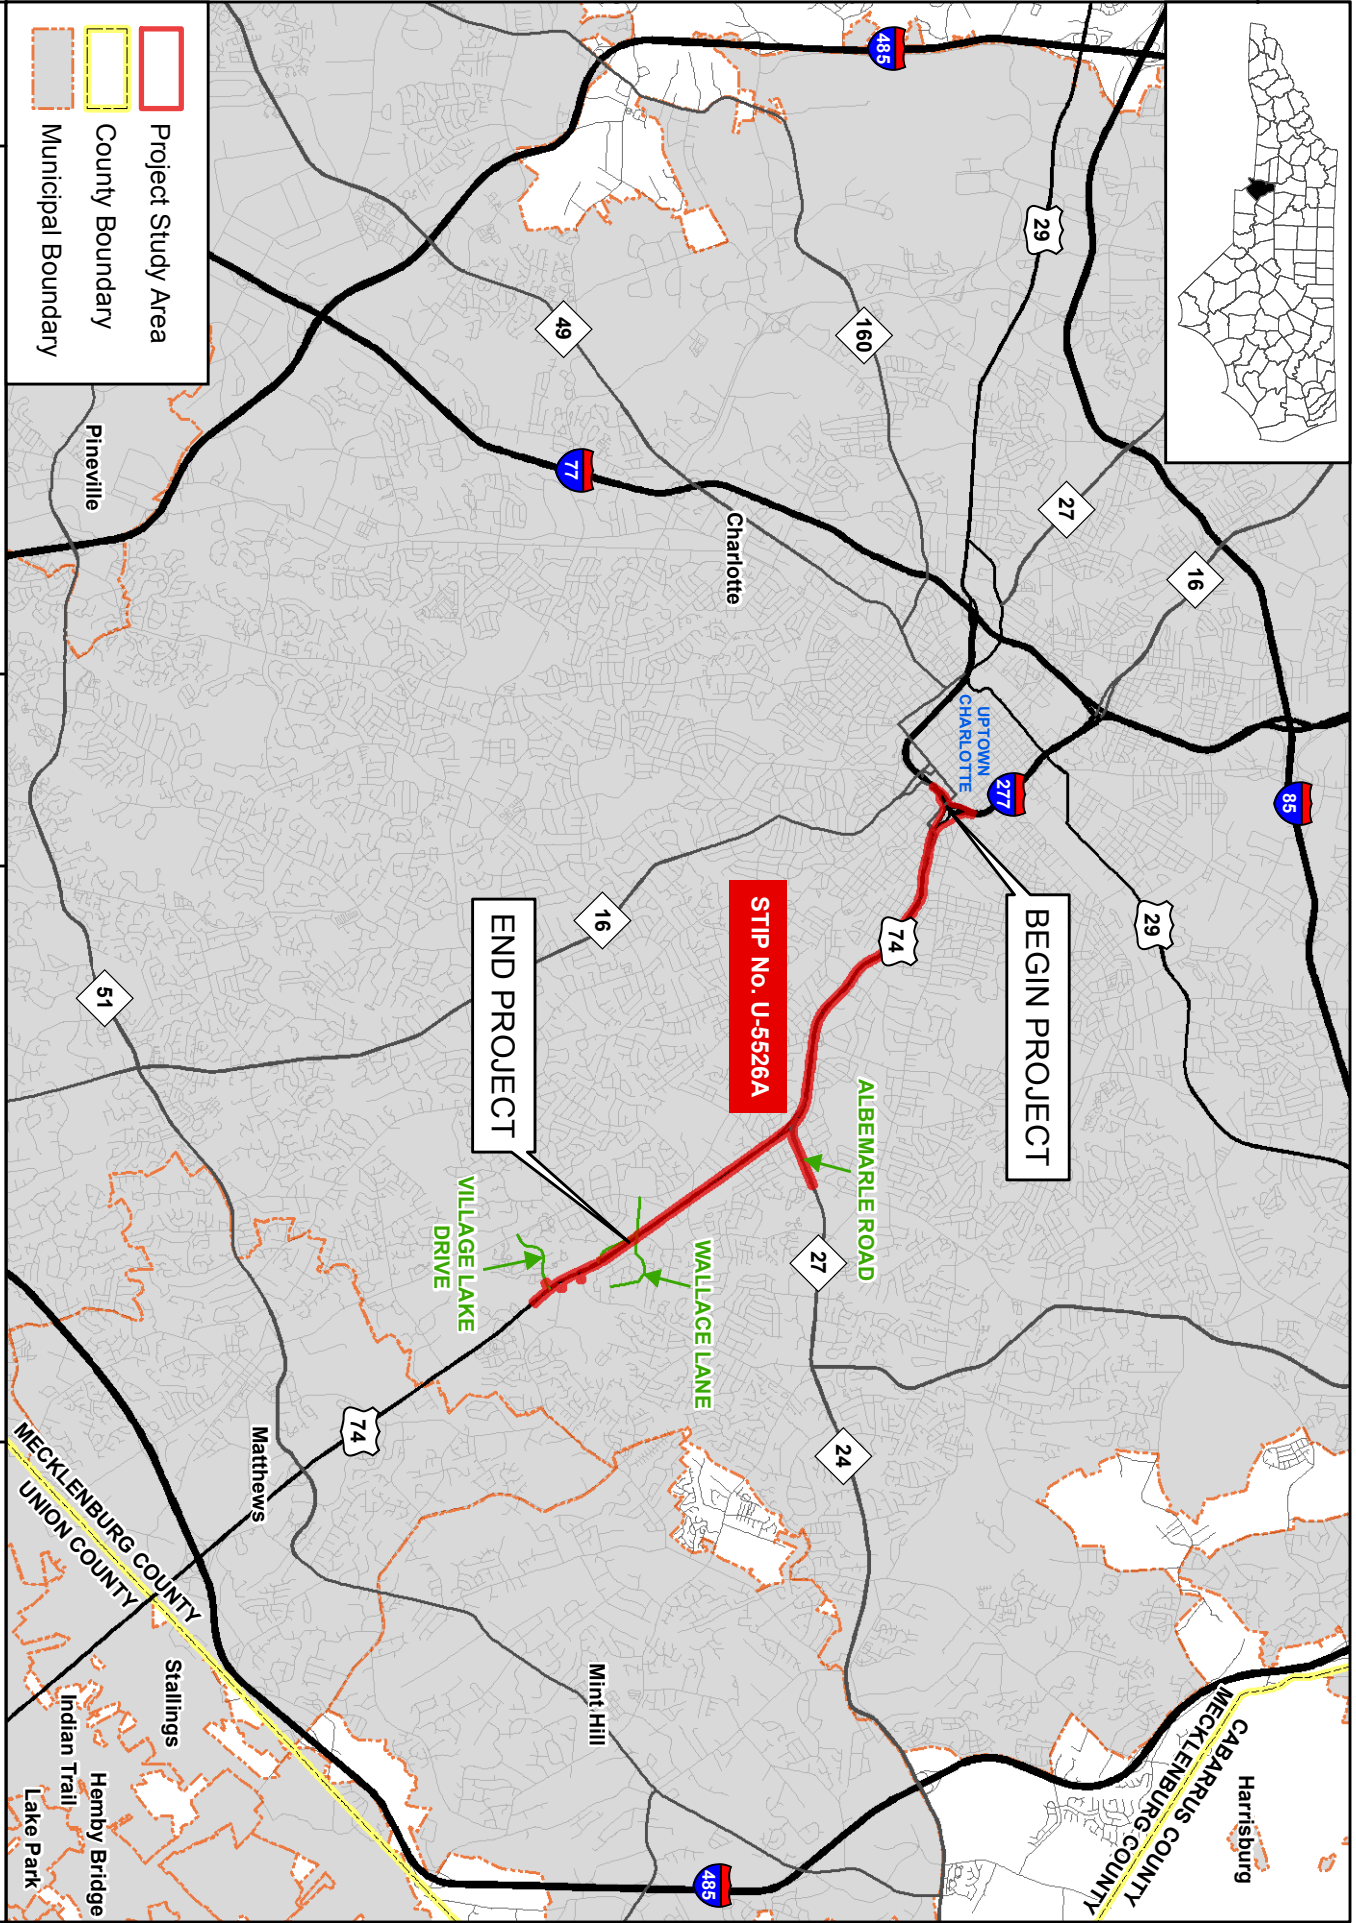 Project Study Area
County Boundary
Municipal Boundary
485
29
160
49
77
27
16
Charlotte
Pineville
UPTOWN
CHARLOTTE
277
85
BEGIN PROJECT
29
74
STIP No. U-5526A
16
END PROJECT
51
ALBEMARLE ROAD
WALLACE LANE
VILLAGE LAKE
DRIVE
27
24
74
Matthews
Mint Hill
MECKLENBURG COUNTY
UNION COUNTY
Stallings
Indian Trail
Hemby Bridge
Lake Park
485
CABARRUS COUNTY
MECKLENBURG COUNTY
Harrisburg